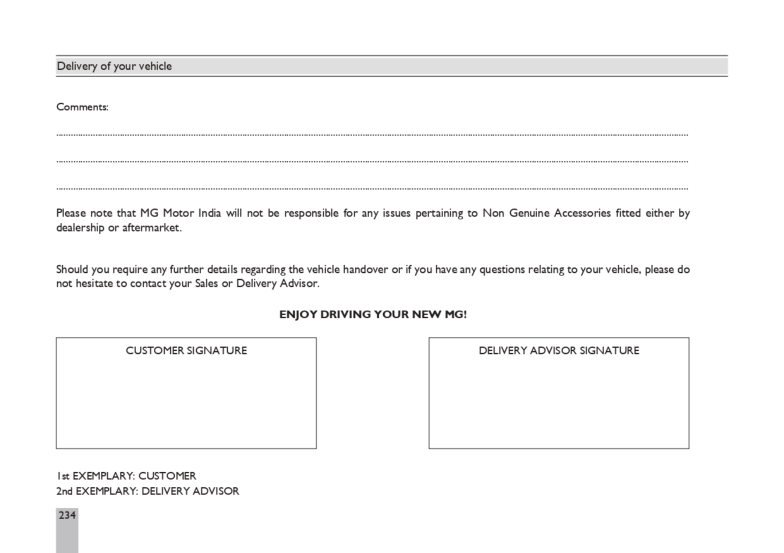 Delivery of your vehicle
Comments:
Please note that MG Motor India will not be responsible for any issues pertaining to Non Genuine Accessories fitted either by
dealership or aftermarket.
Should you require any further details regarding the vehicle handover or if you have any questions relating to your vehicle, please do
not hesitate to contact your Sales or Delivery Advisor.
ENJOY DRIVING YOUR NEW MG!
CUSTOMER SIGNATURE
DELIVERY ADVISOR SIGNATURE
1st EXEMPLARY: CUSTOMER
2nd EXEMPLARY: DELIVERY ADVISOR
234